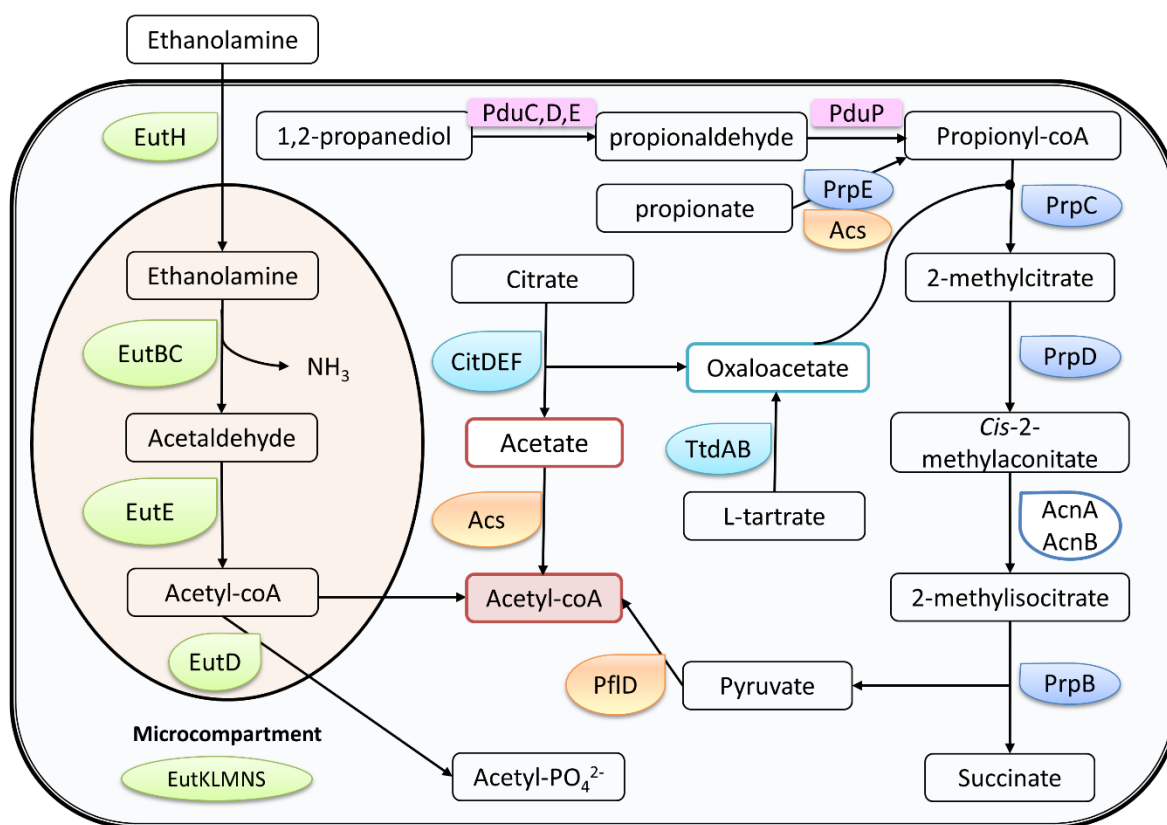 Ethanolamine
EutH
PduC,D,E
PduP
1,2-propanediol
propionaldehyde
Propionyl-coA
PrpE
propionate
Acs
PrpC
Ethanolamine
Citrate
2-methylcitrate
EutBC
NH3
CitDEF
Oxaloacetate
PrpD
Acetaldehyde
Acetate
TtdAB
Cis-2-
methylaconitate
EutE
Acs
L-tartrate
AcnA
AcnB
Acetyl-coA
Acetyl-coA
2-methylisocitrate
EutD
PflD
Pyruvate
PrpB
Microcompartment
EutKLMNS
Acetyl-PO4 2-
Succinate